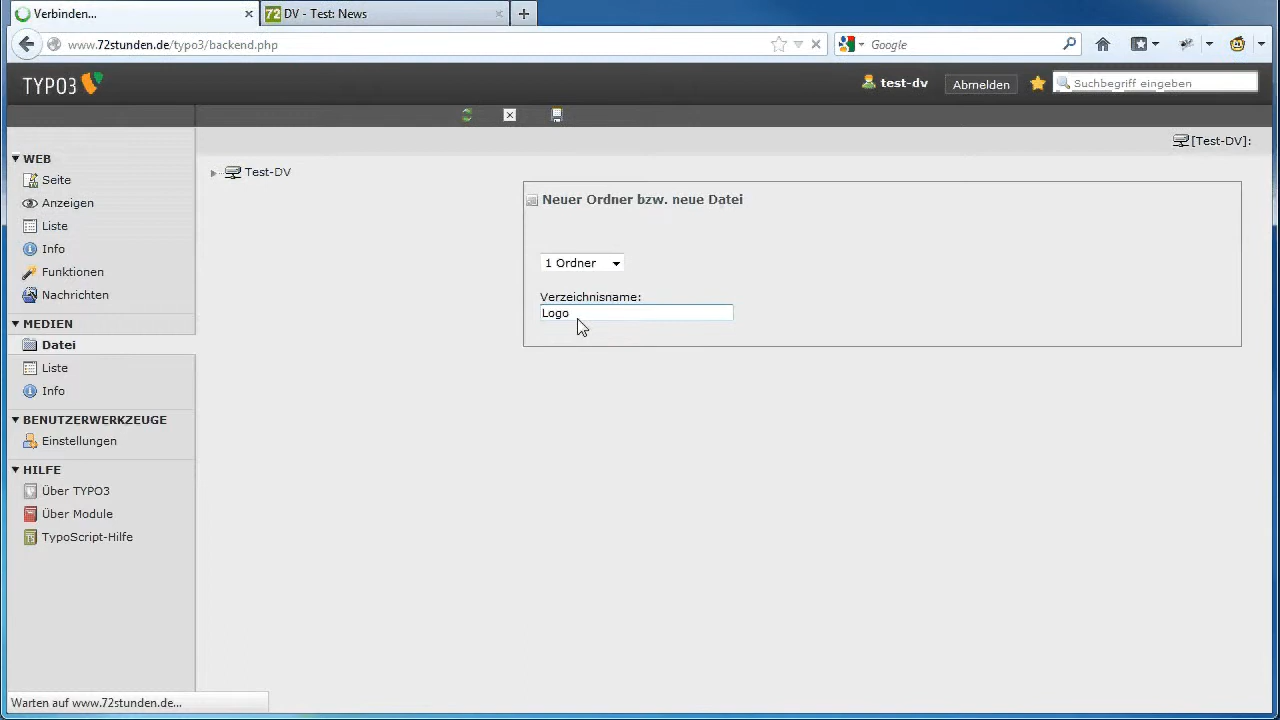 Verbinden...
72 DV - Test: News
www.72stunden.de/typo3/backend.php
Google
TYPO3
test-dv
Abmelden
Suchbegriff eingeben
[Test-DV]:
WEB
Seite
Anzeigen
Liste
Info
Funktionen
Nachrichten
MEDIEN
Datei
Liste
Info
BENUTZERWERKZEUGE
Einstellungen
HILFE
Über TYPO3
Über Module
TypoScript-Hilfe
Test-DV
Neuer Ordner bzw. neue Datei
1 Ordner
Verzeichnisname:
Logo
Warten auf www.72stunden.de...